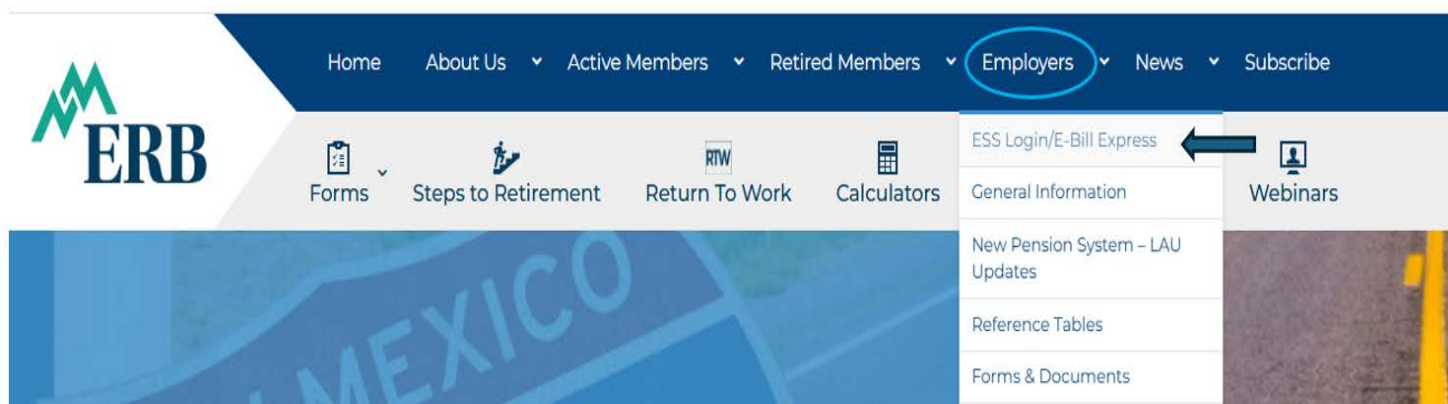 Home About Us Active Members Retired Members Employers News Subscribe
ERB
RTW
Forms Steps to Retirement Return To Work Calculators Webinars
ESS Login/E-Bill Express
General Information
New Pension System – LAU
Updates
Reference Tables
Forms & Documents
MEXICO